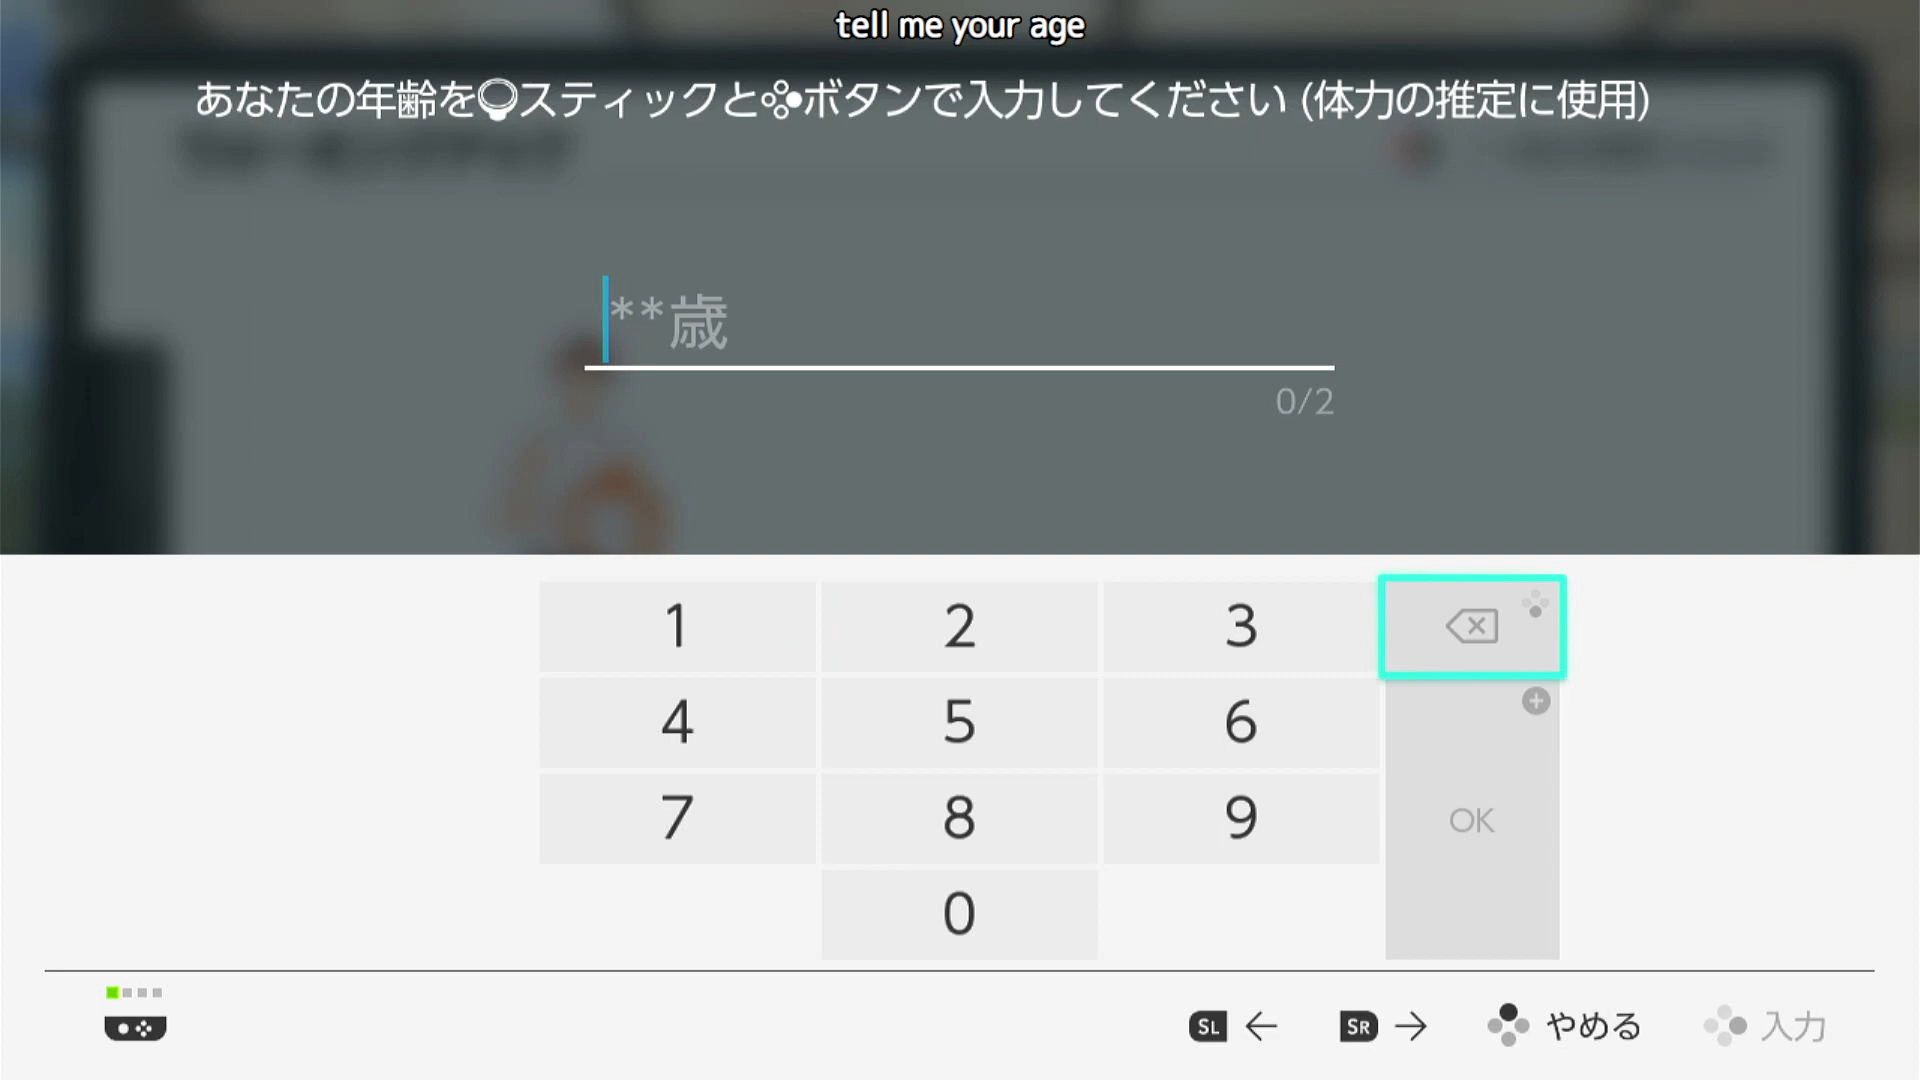 tell me your age
あなたの年齢をスティックとボタンで入力してください (体力の推定に使用)
**歳
0/2
1 2 3
4 5 6
7 8 9 OK
0
SL ← SR → やめる 入力